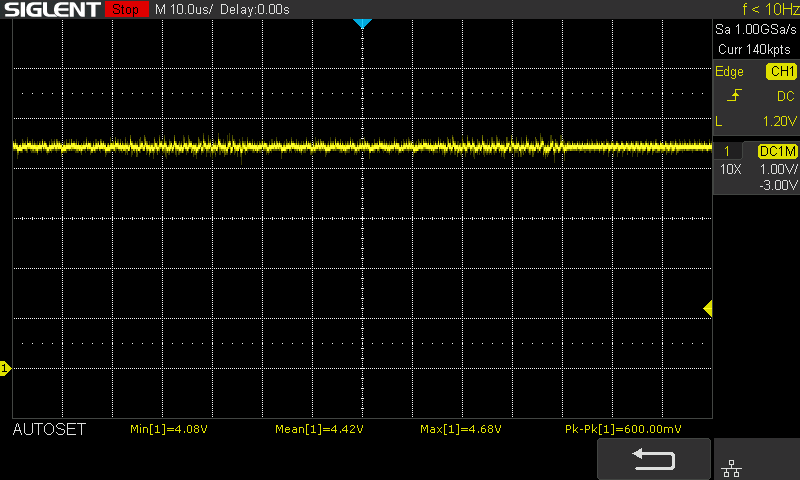 SIGLENT Stop M 10.0us/ Delay:0.00s f < 10Hz
Sa 1.00GSa/s
Curr 140kpts
Edge CH1
DC
L 1.20V
1 DC1M
10X 1.00V/
-3.00V
1
AUTOSET Min[1]=4.08V Mean[1]=4.42V Max[1]=4.68V Pk-Pk[1]=600.00mV